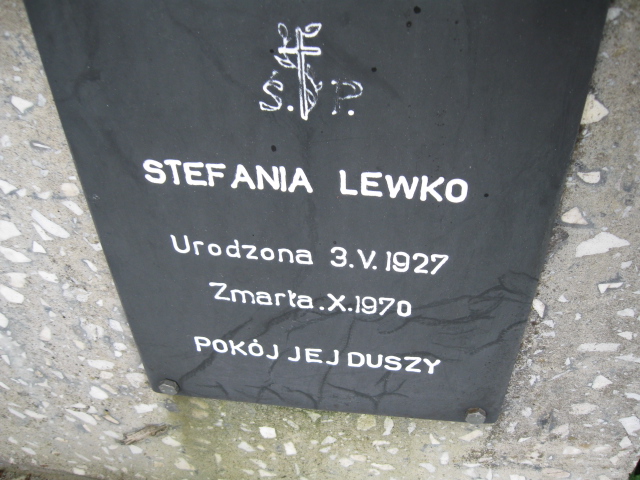 Ś. P.
STEFANIA LEWKO
Urodzona 3.V.1927
Zmarła.X.1970
POKÓJ JEJ DUSZY